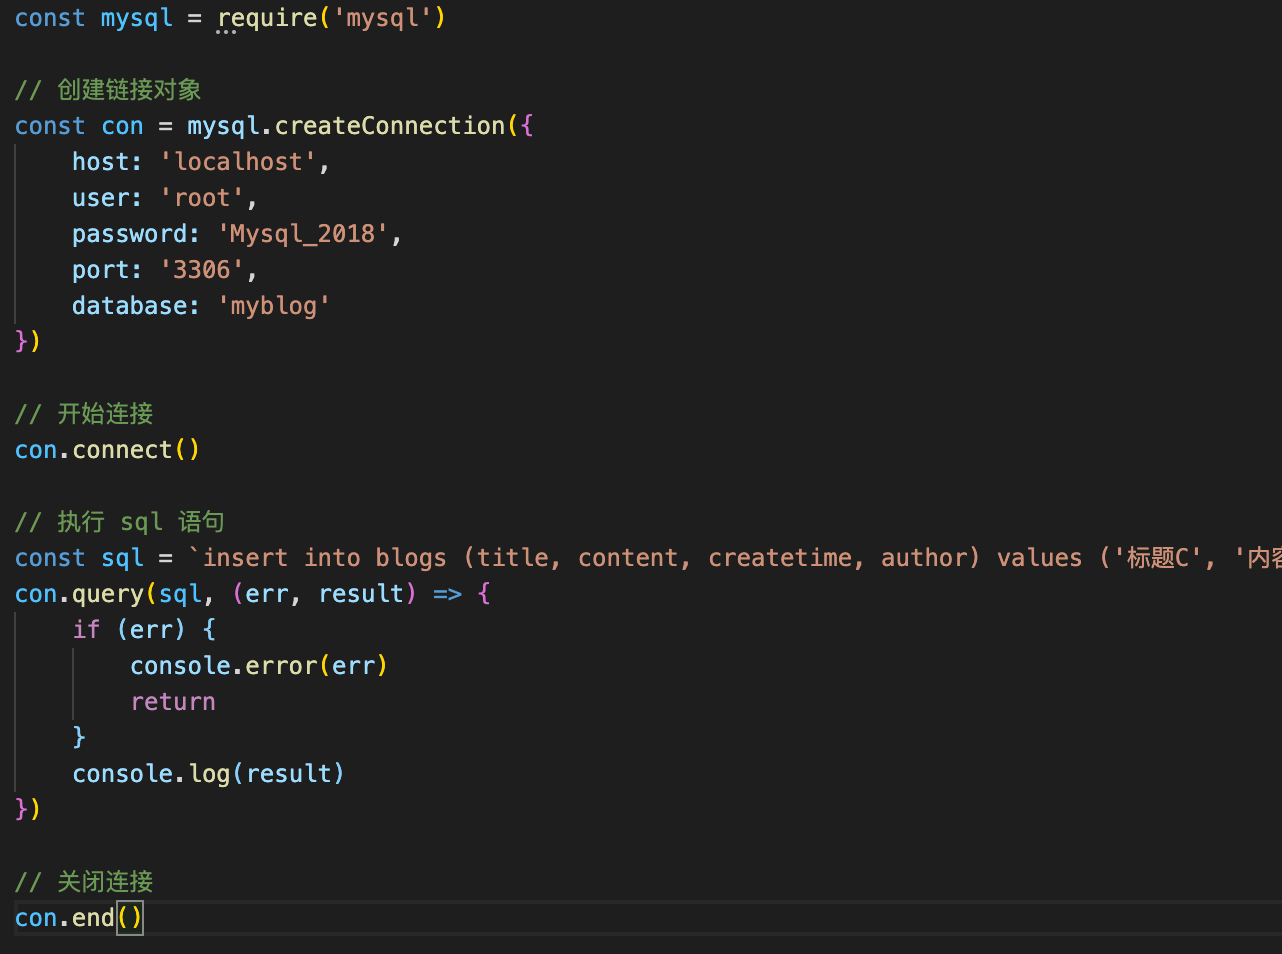 const mysql = require('mysql')
// 创建链接对象
const con = mysql.createConnection({
    host: 'localhost',
    user: 'root',
    password: 'Mysql_2018',
    port: '3306',
    database: 'myblog'
})
// 开始连接
con.connect()
// 执行 sql 语句
const sql = `insert into blogs (title, content, createtime, author) values ('标题C', '内容
con.query(sql, (err, result) => {
    if (err) {
        console.error(err)
        return
    }
    console.log(result)
})
// 关闭连接
con.end()